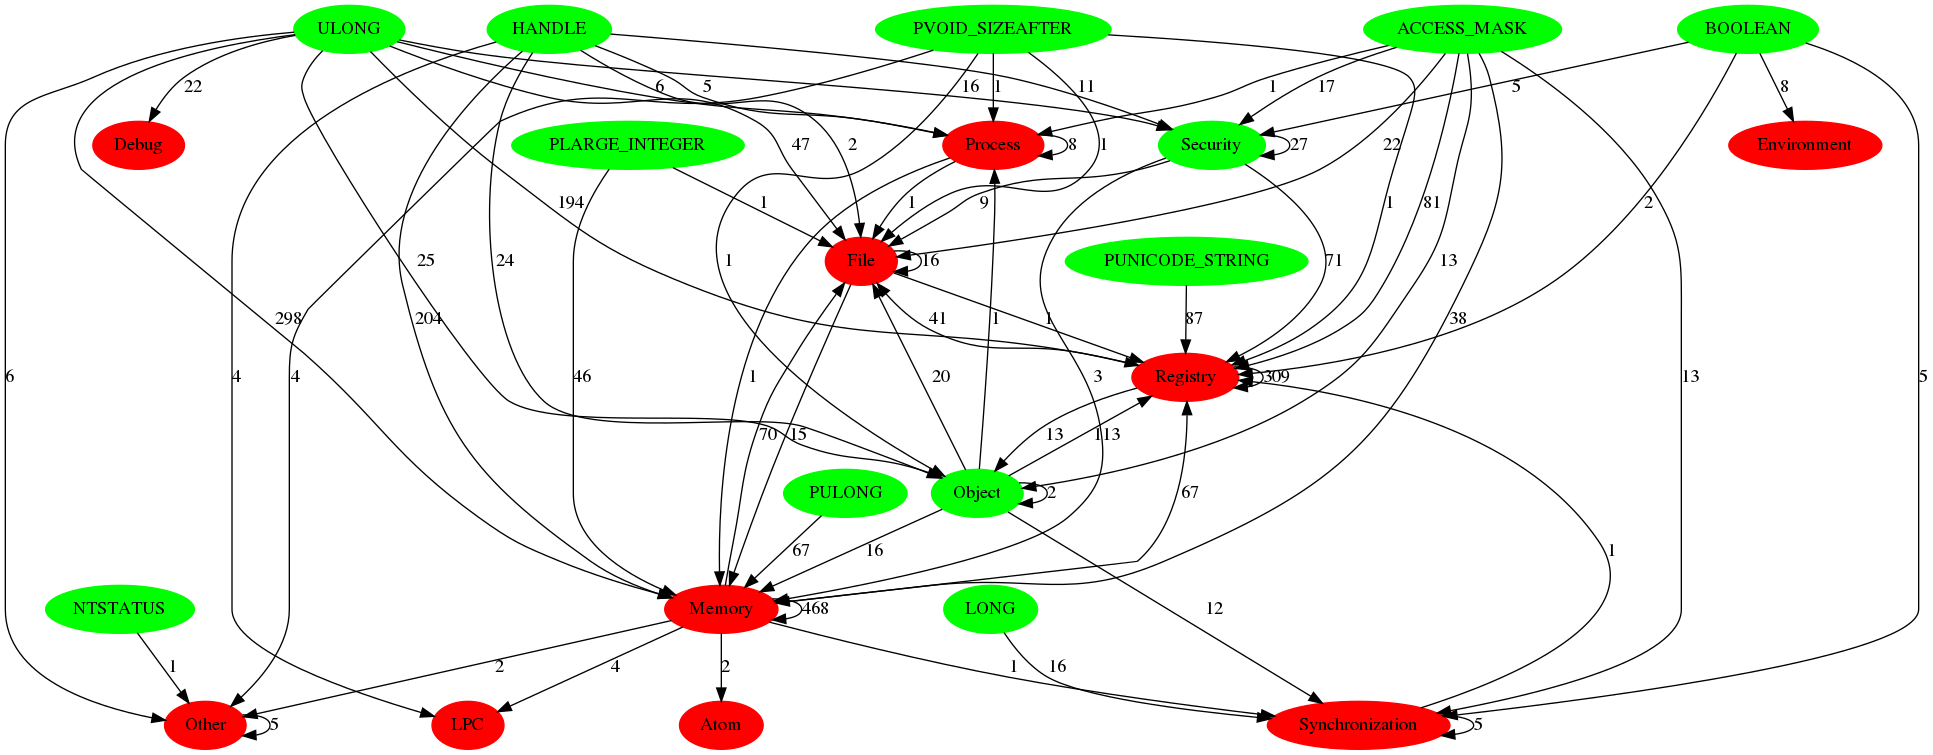 ULONG HANDLE PVOID_SIZEAFTER ACCESS_MASK BOOLEAN
22 6 5 16 1 11 1 17 5 8
Debug PLARGE_INTEGER Process 8 Security 27 Environment
47 2 1 22
194 1 1 9 1 81 2
25 24 1 File 16 PUNICODE_STRING 71 13
298 204 41 1 87 38
6 4 4 46 1 20 1 3 Registry 309 13 5
70 15 13 113
PULONG Object 2 67
67 16 1
NTSTATUS Memory 468 LONG 12
1 2 4 2 1 16
Other 5 LPC Atom Synchronization 5